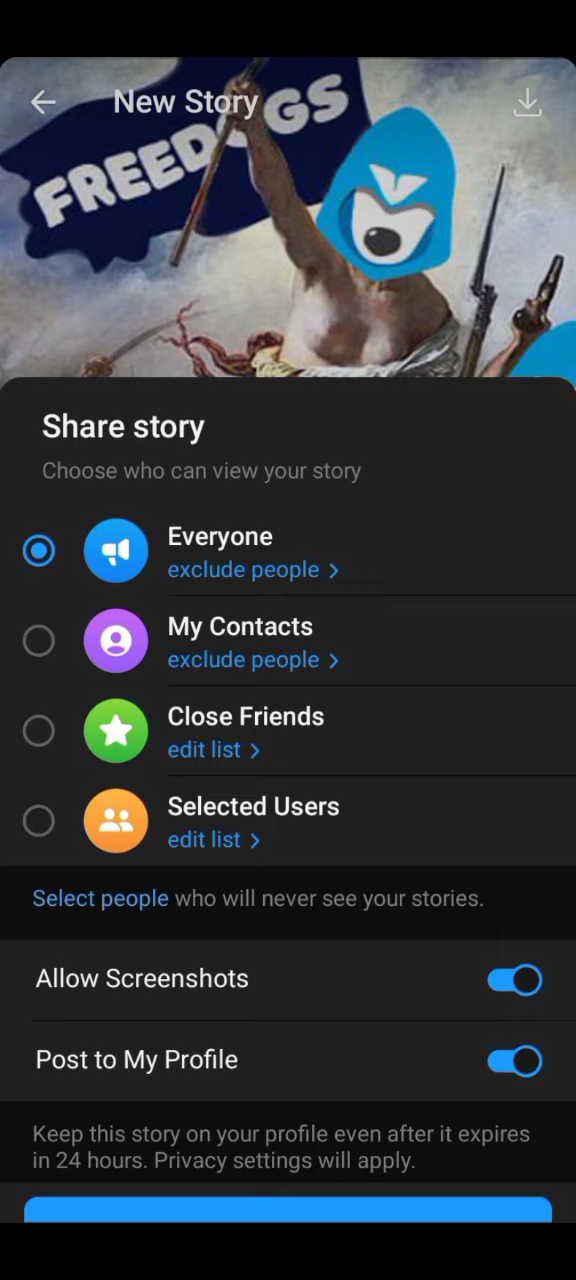 New Story
FREEDOGS
Share story
Choose who can view your story
Everyone
exclude people >
My Contacts
exclude people >
Close Friends
edit list >
Selected Users
edit list >
Select people who will never see your stories.
Allow Screenshots
Post to My Profile
Keep this story on your profile even after it expires
in 24 hours. Privacy settings will apply.